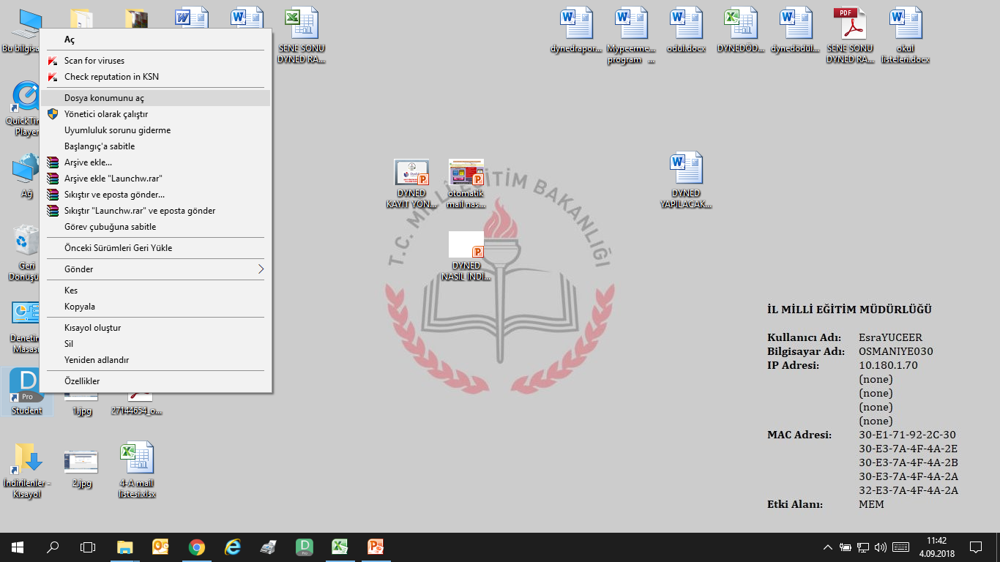 Bu bilgisa
SENE SONU
DYNED RA...
dynedrapor...
Mypeerme...
program ...
odul.docx
DYNEDÖD...
dynedödül...
PDF
SENE SONU
DYNED RA...
okul
listeleri.docx
Aç
Scan for viruses
Check reputation in KSN
Dosya konumunu aç
Yönetici olarak çalıştır
Uyumluluk sorunu giderme
Başlangıç'a sabitle
Arşive ekle...
Arşive ekle "Launchw.rar"
Sıkıştır ve eposta gönder...
Sıkıştır "Launchw.rar" ve eposta gönder
Görev çubuğuna sabitle
Önceki Sürümleri Geri Yükle
Gönder
Kes
Kopyala
Kısayol oluştur
Sil
Yeniden adlandır
Özellikler
QuickTim
Player
Ağ
Geri
Dönüşü
Denetim
Masas
D
Pro
Student
1.jpg
27144654_o...
İndirilenler -
Kısayol
2.jpg
4-A mail
listesi.xlsx
DYNED
KAYIT YÖN...
otomatik
mail nas...
DYNED
NASIL İNDİ...
DYNED
YAPILACAK...
T.C. MİLLÎ EĞİTİM BAKANLIĞI
İL MİLLİ EĞİTİM MÜDÜRLÜĞÜ
Kullanıcı Adı: EsraYUCEER
Bilgisayar Adı: OSMANIYE030
IP Adresi: 10.180.1.70
(none)
(none)
(none)
(none)
MAC Adresi: 30-E1-71-92-2C-30
30-E3-7A-4F-4A-2E
30-E3-7A-4F-4A-2B
30-E3-7A-4F-4A-2A
32-E3-7A-4F-4A-2A
Etki Alanı: MEM
11:42
4.09.2018